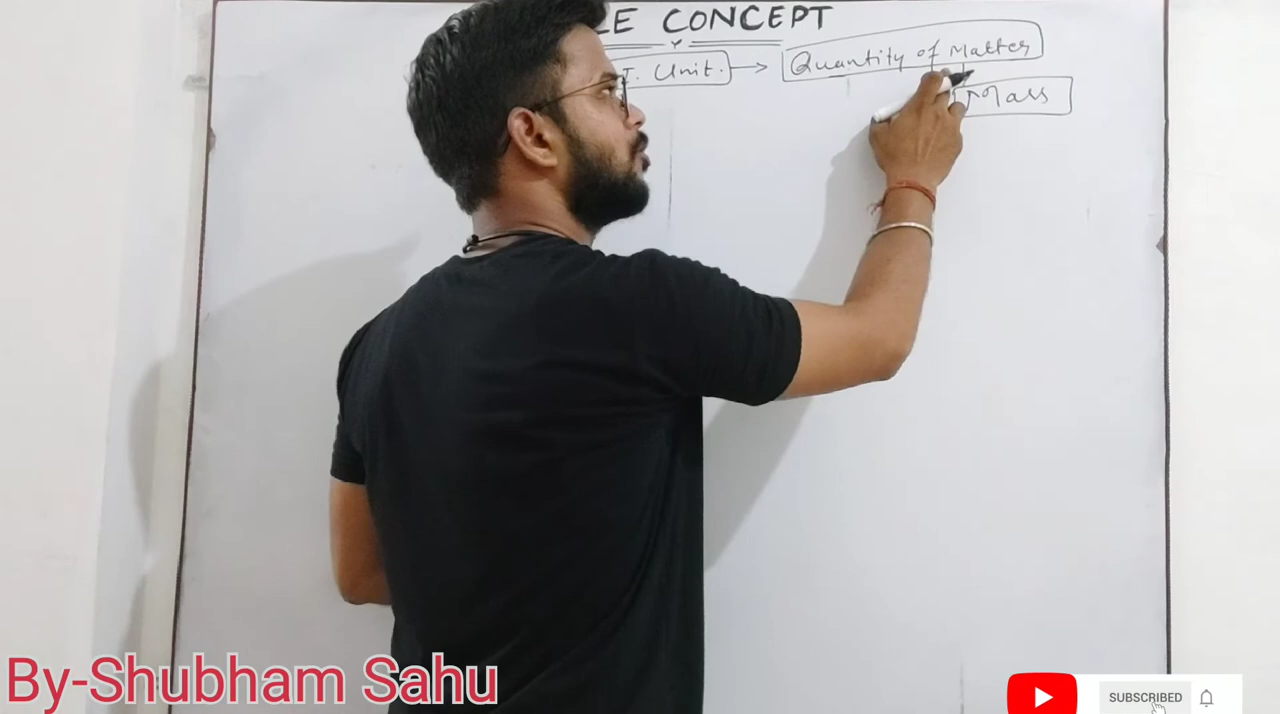 LE CONCEPT
I. Unit. → Quantity of Matter
Mass
By-Shubham Sahu
SUBSCRIBED